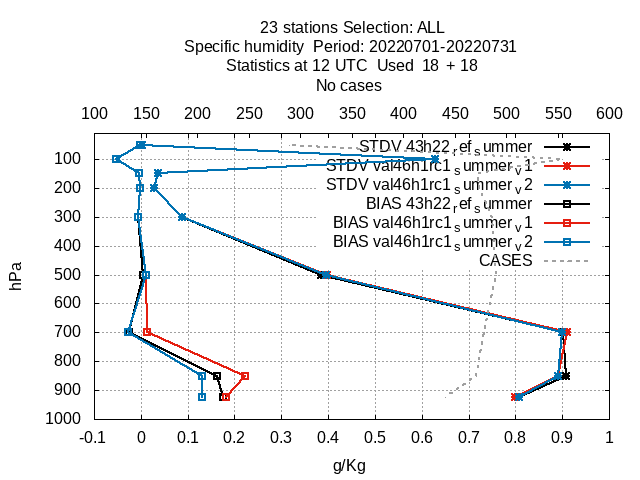 23 stations Selection: ALL
Specific humidity  Period: 20220701-20220731
Statistics at 12 UTC  Used  18  + 18
No cases
100 150 200 250 300 350 400 450 500 550 600
STDV 43h22ref_summer
STDV val46h1rc1_summer_v1
STDV val46h1rc1_summer_v2
BIAS 43h22ref_summer
BIAS val46h1rc1_summer_v1
BIAS val46h1rc1_summer_v2
CASES
hPa
100
200
300
400
500
600
700
800
900
1000
-0.1 0 0.1 0.2 0.3 0.4 0.5 0.6 0.7 0.8 0.9 1
g/Kg